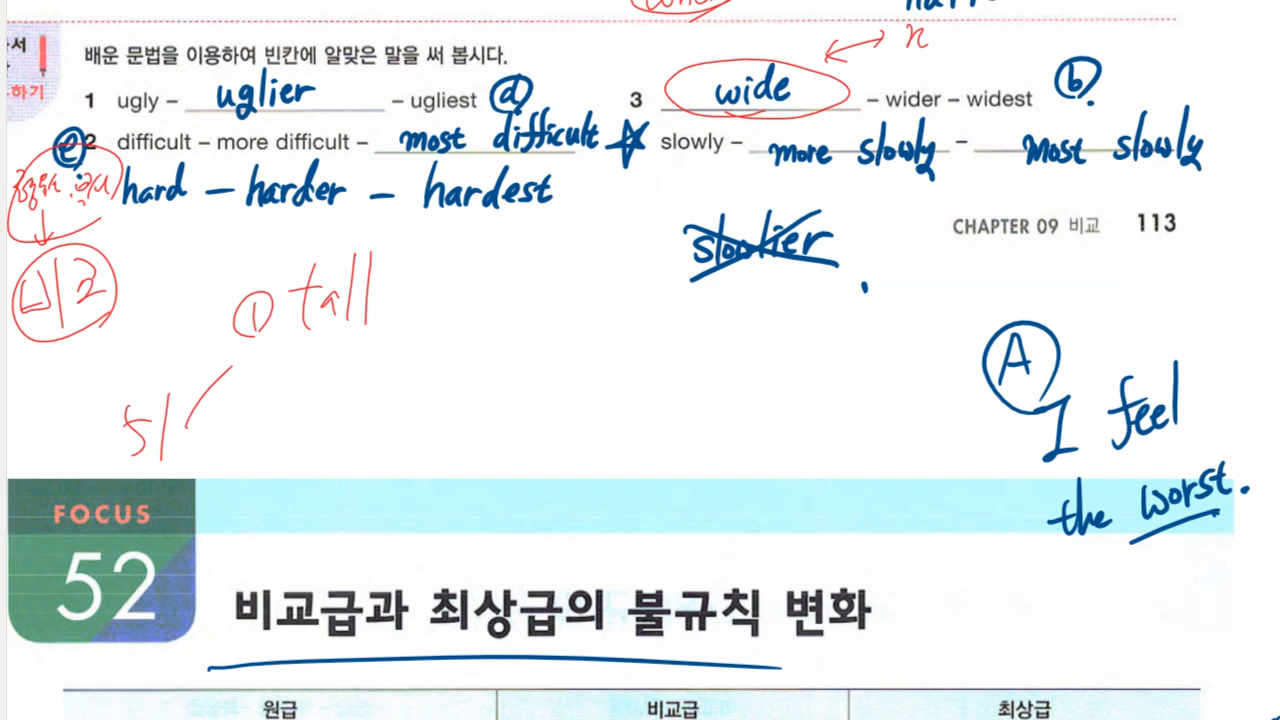 배운 문법을 이용하여 빈칸에 알맞은 말을 써 봅시다.
n
1 ugly – uglier – ugliest ⓓ
3 wide – wider – widest ⓑ.
ⓔ 2 difficult – more difficult – most difficult
slowly – more slowly – most slowly
hard – harder – hardest
slowlier
CHAPTER 09 비교 113
비2
① tall
51
Ⓐ
I feel
the worst.
FOCUS
52
비교급과 최상급의 불규칙 변화
원급 비교급 최상급